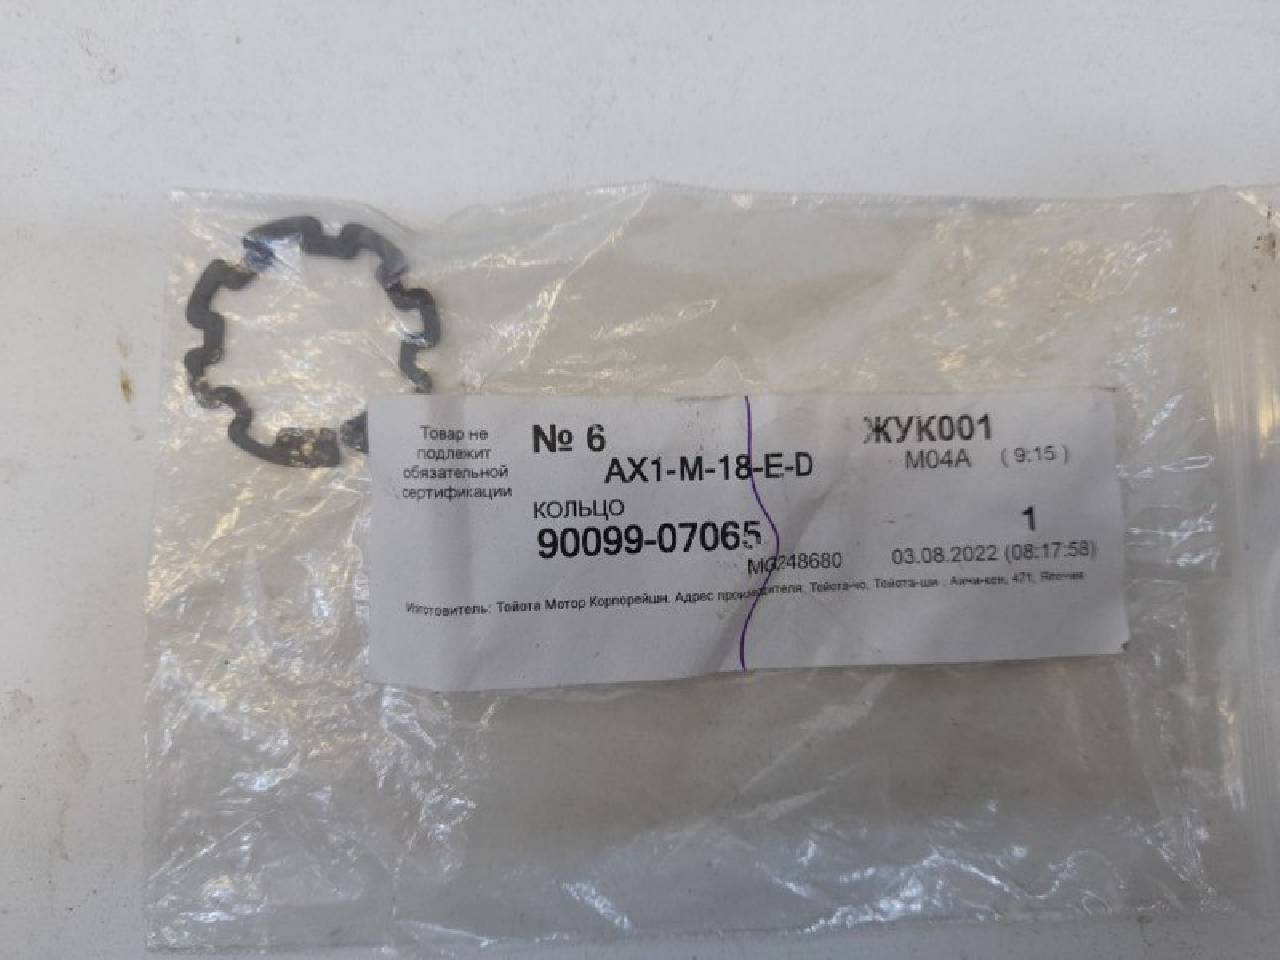 Товар не
подлежит
обязательной
сертификации
№ 6
AX1-M-18-E-D
КОЛЬЦО
90099-07065
MG248680
ЖУК001
M04A ( 9:15 )
1
03.08.2022 (08:17:58)
Изготовитель: Тойота Мотор Корпорейшн. Адрес производителя: Тойота-чо, Тойота-ши , Аичи-кен, 471, Япония